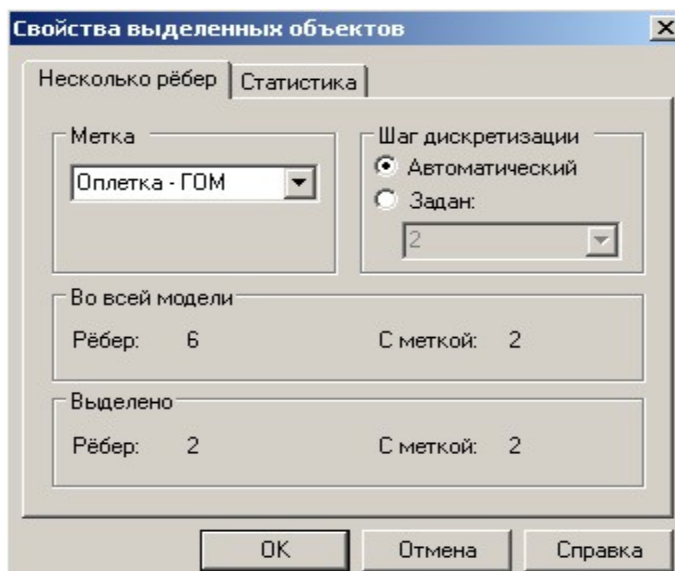 Свойства выделенных объектов
Несколько рёбер
Статистика
Метка
Оплетка - ГОМ
Шаг дискретизации
Автоматический
Задан:
2
Во всей модели
Рёбер: 6 С меткой: 2
Выделено
Рёбер: 2 С меткой: 2
OK Отмена Справка